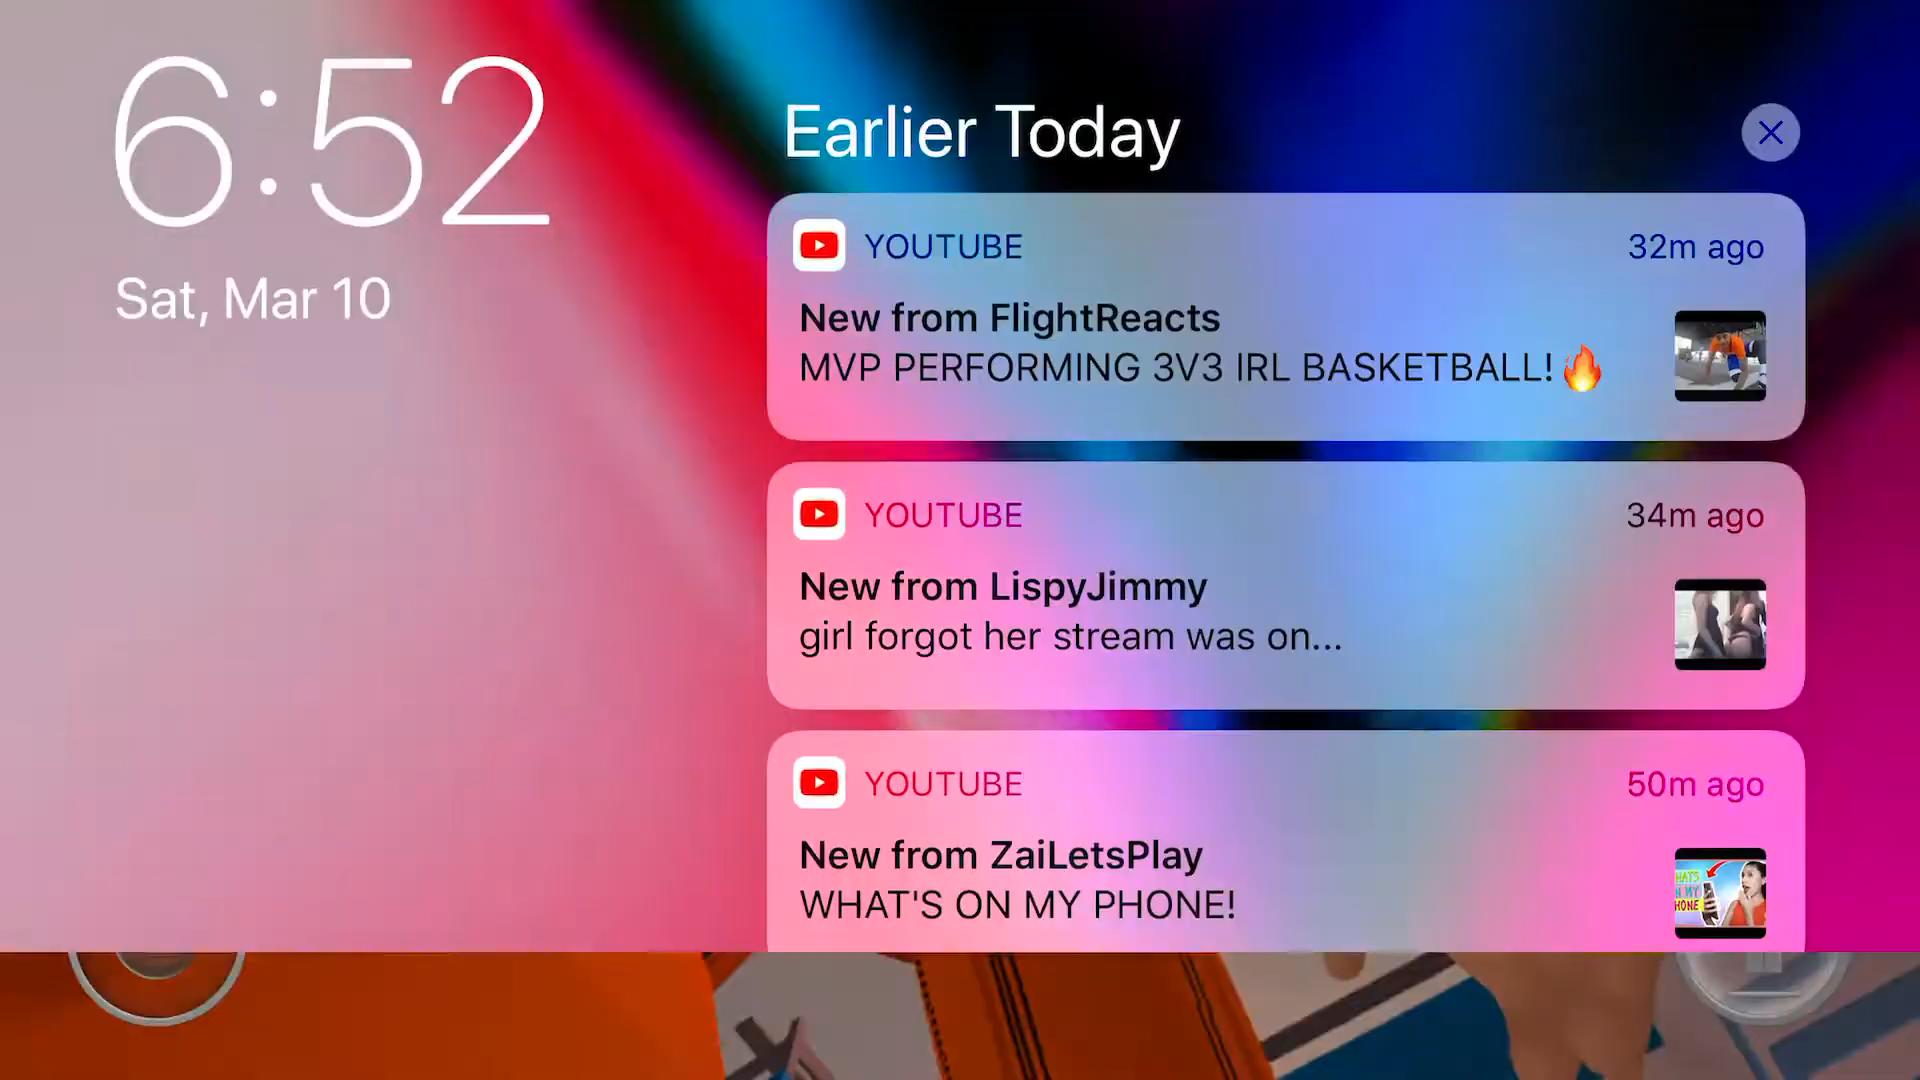 6:52
Sat, Mar 10
Earlier Today
YOUTUBE
32m ago
New from FlightReacts
MVP PERFORMING 3V3 IRL BASKETBALL!🔥
YOUTUBE
34m ago
New from LispyJimmy
girl forgot her stream was on...
YOUTUBE
50m ago
New from ZaiLetsPlay
WHAT'S ON MY PHONE!